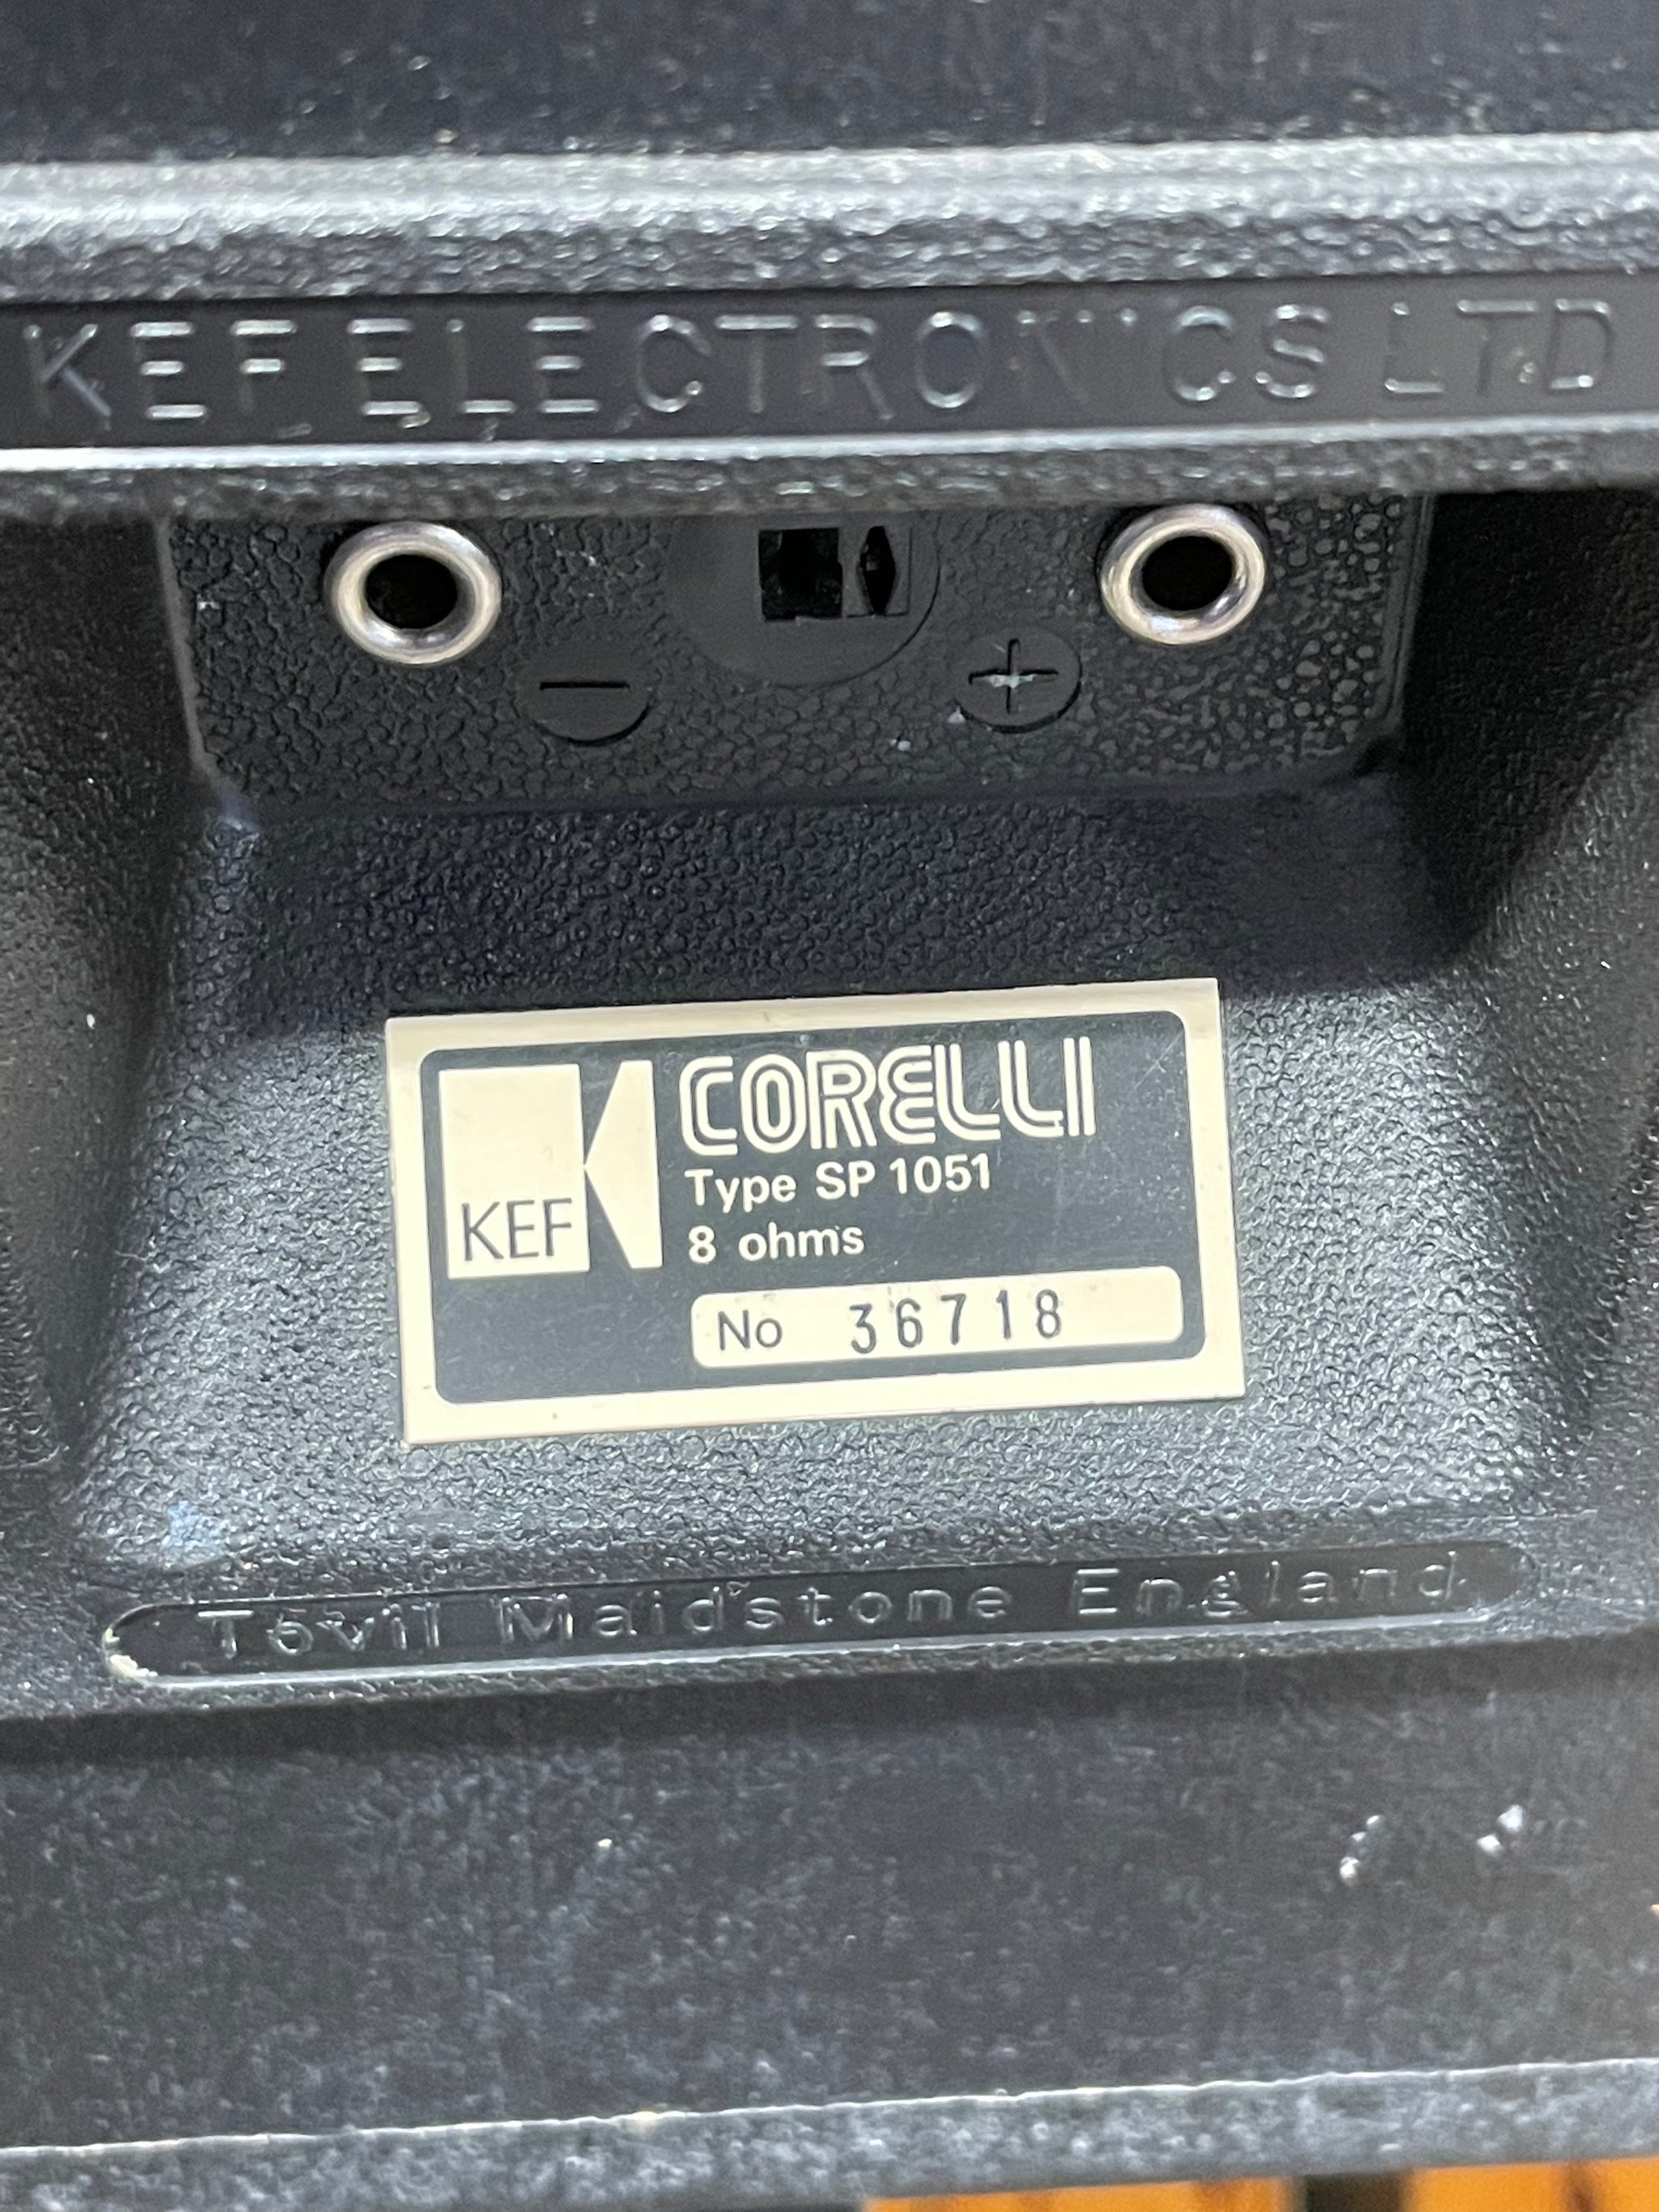 KEF ELECTRONICS LTD
− +
KEF
CORELLI
Type SP 1051
8 ohms
No 36718
Tovil Maidstone England